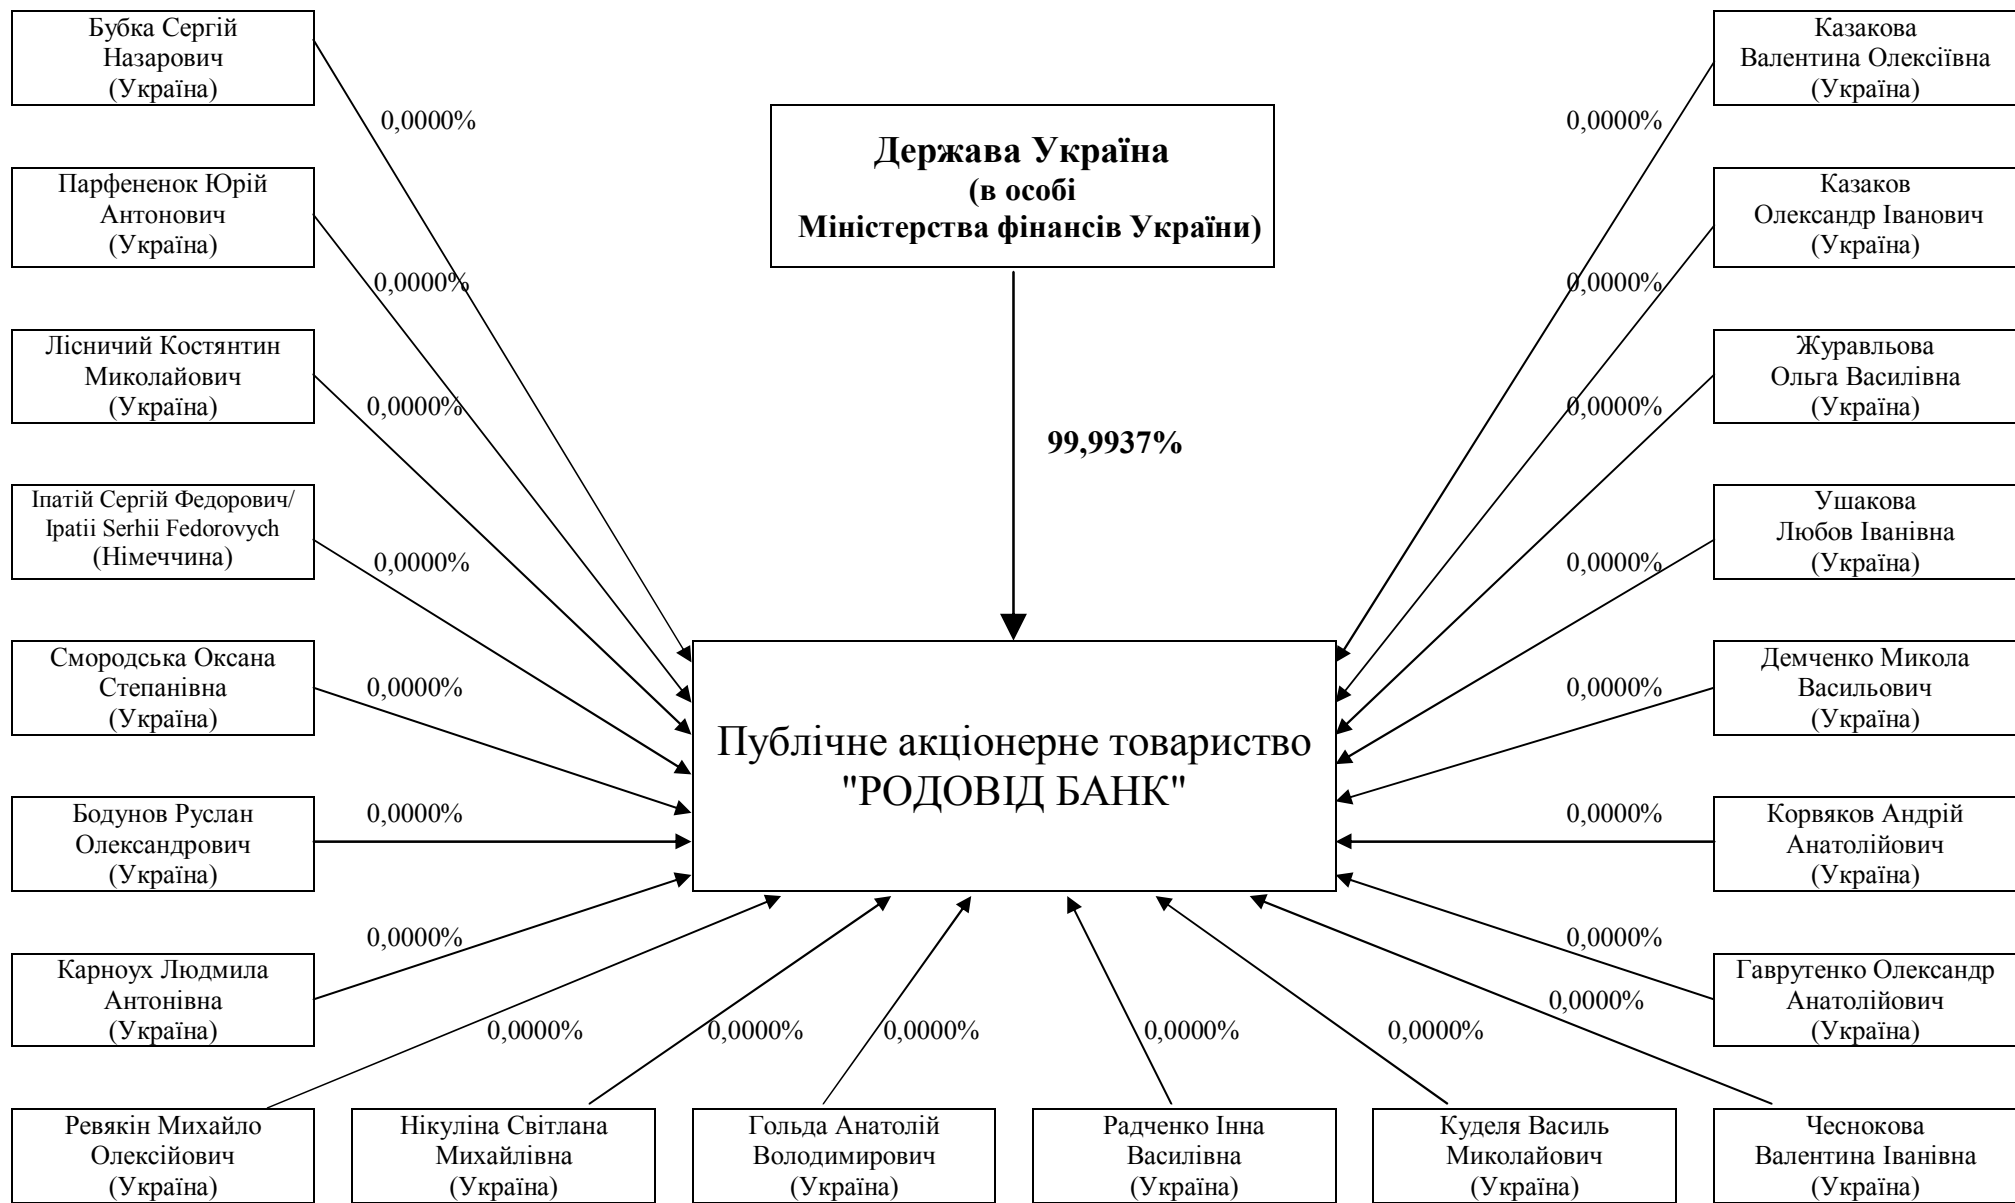 Бубка Сергій
Назарович
(Україна)
0,0000%
Парфененок Юрій
Антонович
(Україна)
0,0000%
Лісничий Костянтин
Миколайович
(Україна)
0,0000%
Іпатій Сергій Федорович/
Ipatii Serhii Fedorovych
(Німеччина)
0,0000%
Смородська Оксана
Степанівна
(Україна)
0,0000%
Бодунов Руслан
Олександрович
(Україна)
0,0000%
Карноух Людмила
Антонівна
(Україна)
0,0000%
Держава Україна
(в особі
Міністерства фінансів України)
99,9937%
Публічне акціонерне товариство
"РОДОВІД БАНК"
Казакова
Валентина Олексіївна
(Україна)
0,0000%
Казаков
Олександр Іванович
(Україна)
0,0000%
Журавльова
Ольга Василівна
(Україна)
0,0000%
Ушакова
Любов Іванівна
(Україна)
0,0000%
Демченко Микола
Васильович
(Україна)
0,0000%
Корвяков Андрій
Анатолійович
(Україна)
0,0000%
Гаврутенко Олександр
Анатолійович
(Україна)
0,0000%
0,0000%
Ревякін Михайло
Олексійович
(Україна)
0,0000%
Нікуліна Світлана
Михайлівна
(Україна)
0,0000%
Гольда Анатолій
Володимирович
(Україна)
0,0000%
Радченко Інна
Василівна
(Україна)
0,0000%
Куделя Василь
Миколайович
(Україна)
0,0000%
Чеснокова
Валентина Іванівна
(Україна)